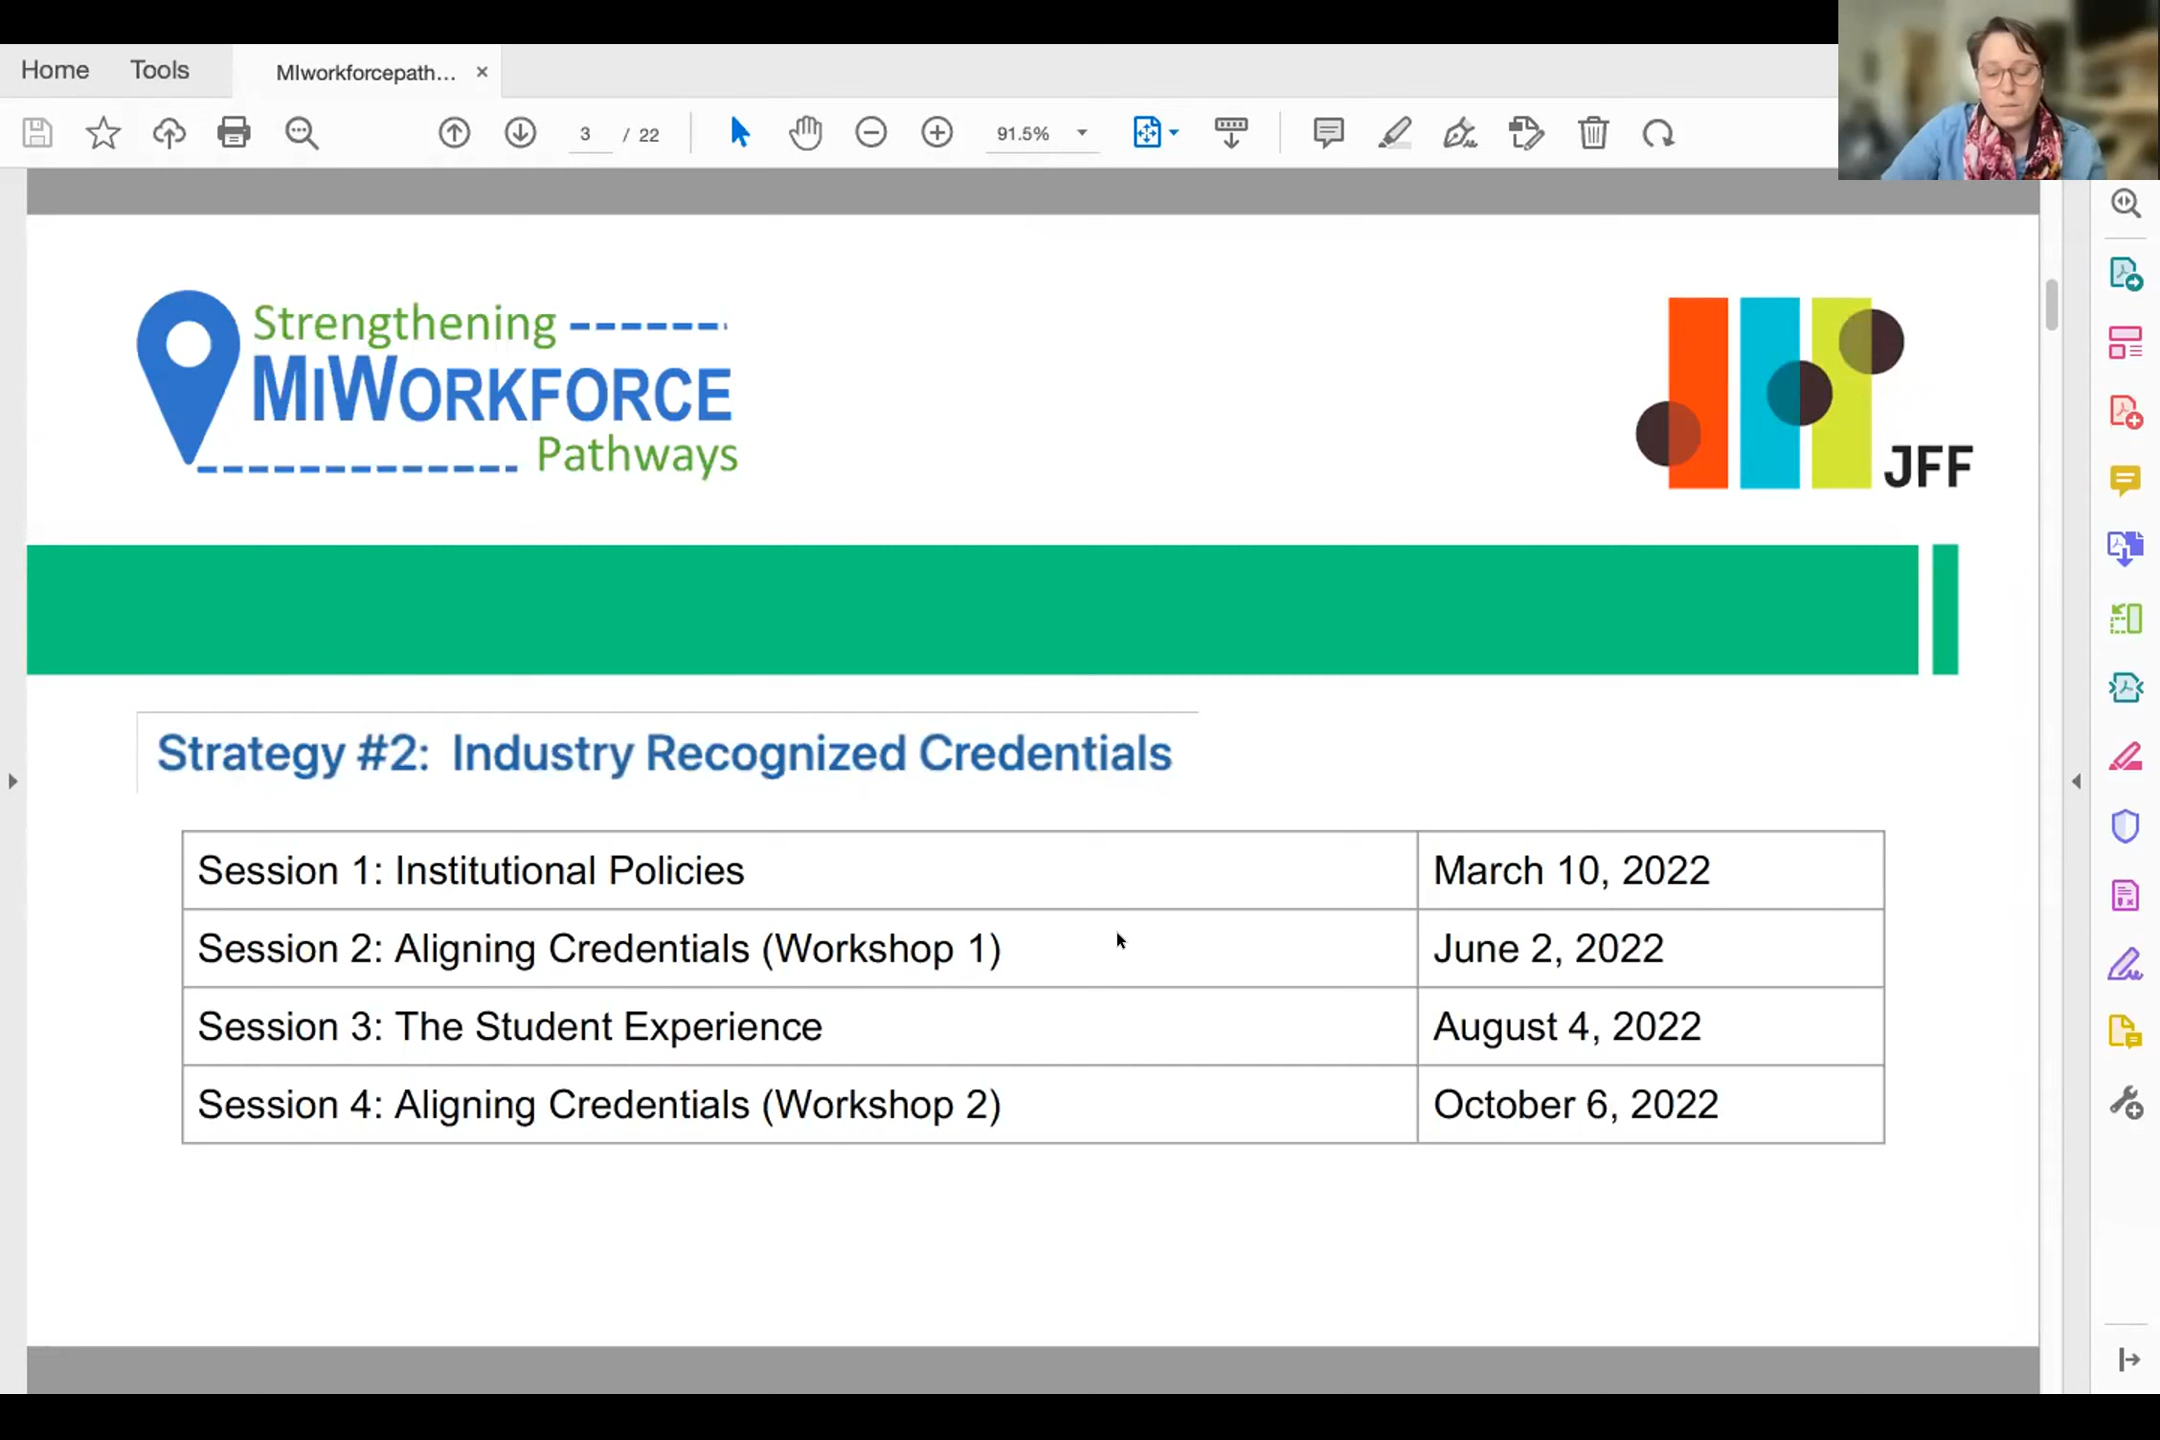 Home Tools MIworkforcepath... ×
3 / 22 91.5%
Strengthening
MIWORKFORCE
Pathways
JFF
Strategy #2: Industry Recognized Credentials
Session 1: Institutional Policies March 10, 2022
Session 2: Aligning Credentials (Workshop 1) June 2, 2022
Session 3: The Student Experience August 4, 2022
Session 4: Aligning Credentials (Workshop 2) October 6, 2022